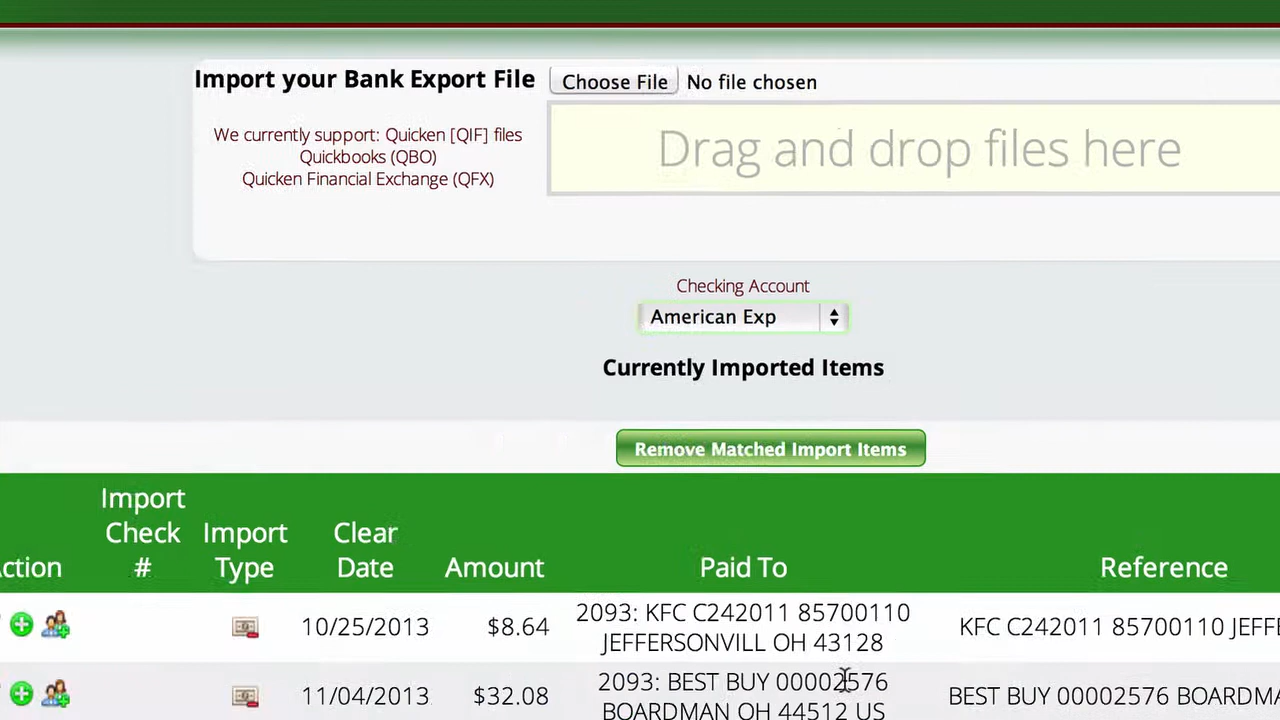 Import your Bank Export File
Choose File No file chosen
We currently support: Quicken [QIF] files
Quickbooks (QBO)
Quicken Financial Exchange (QFX)
Drag and drop files here
Checking Account
American Exp
Currently Imported Items
Remove Matched Import Items
ction
Import
Check
#
Import
Type
Clear
Date
Amount
Paid To
Reference
10/25/2013
$8.64
2093: KFC C242011 85700110
JEFFERSONVILL OH 43128
KFC C242011 85700110 JEFFE
11/04/2013
$32.08
2093: BEST BUY 00002576
BOARDMAN OH 44512 US
BEST BUY 00002576 BOARDMA